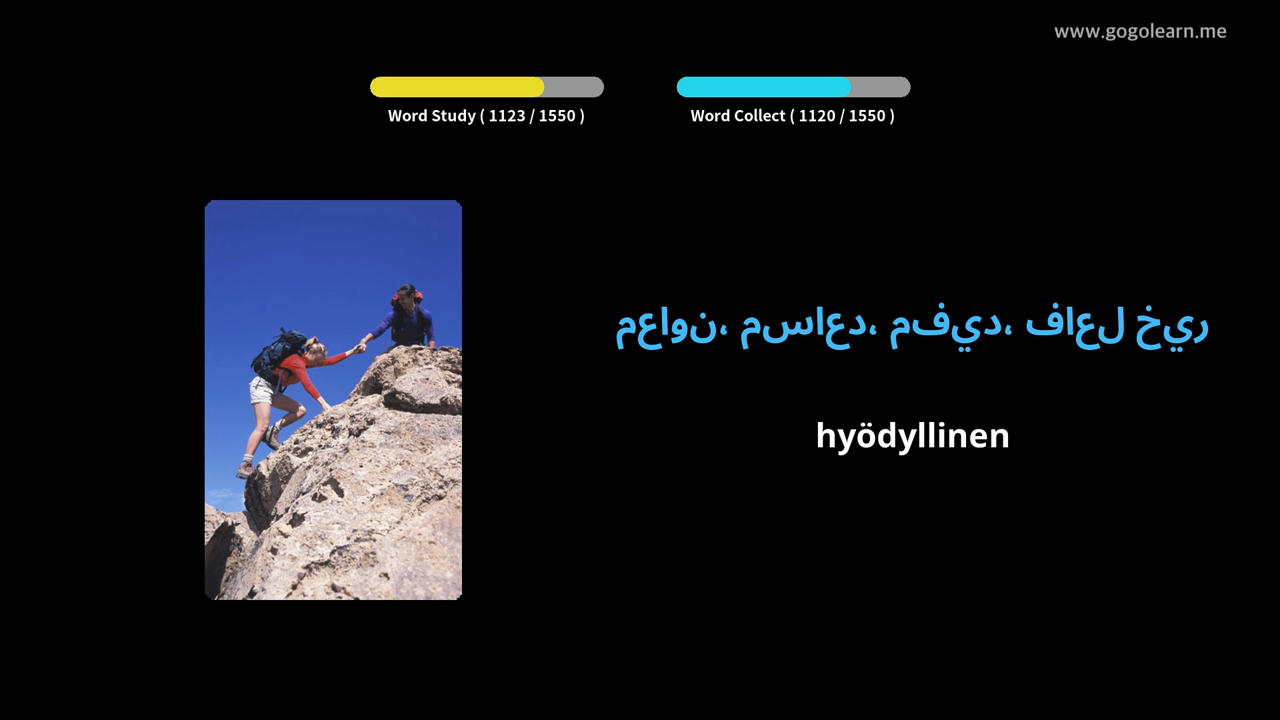 www.gogolearn.me
Word Study ( 1123 / 1550 )
Word Collect ( 1120 / 1550 )
معاون، مساعد، مفيد، فاعل خير
hyödyllinen